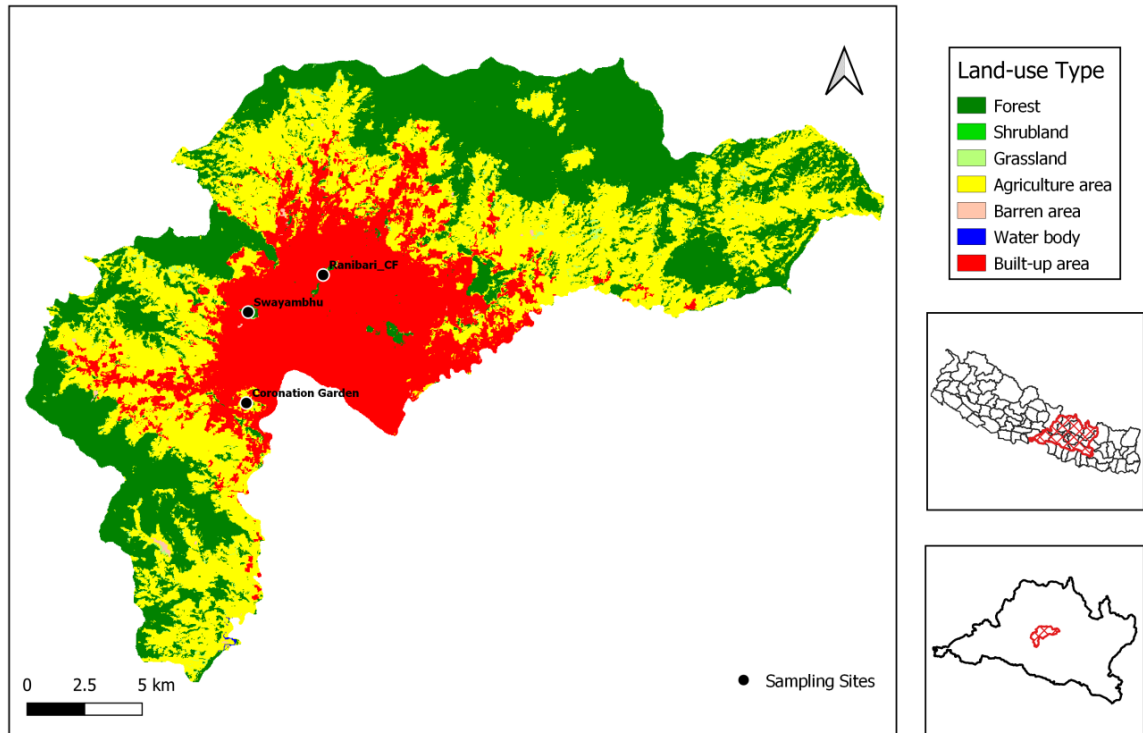 Land-use Type
Forest
Shrubland
Grassland
Agriculture area
Barren area
Water body
Built-up area
Ranibari_CF
Swayambhu
Coronation Garden
0 2.5 5 km
Sampling Sites